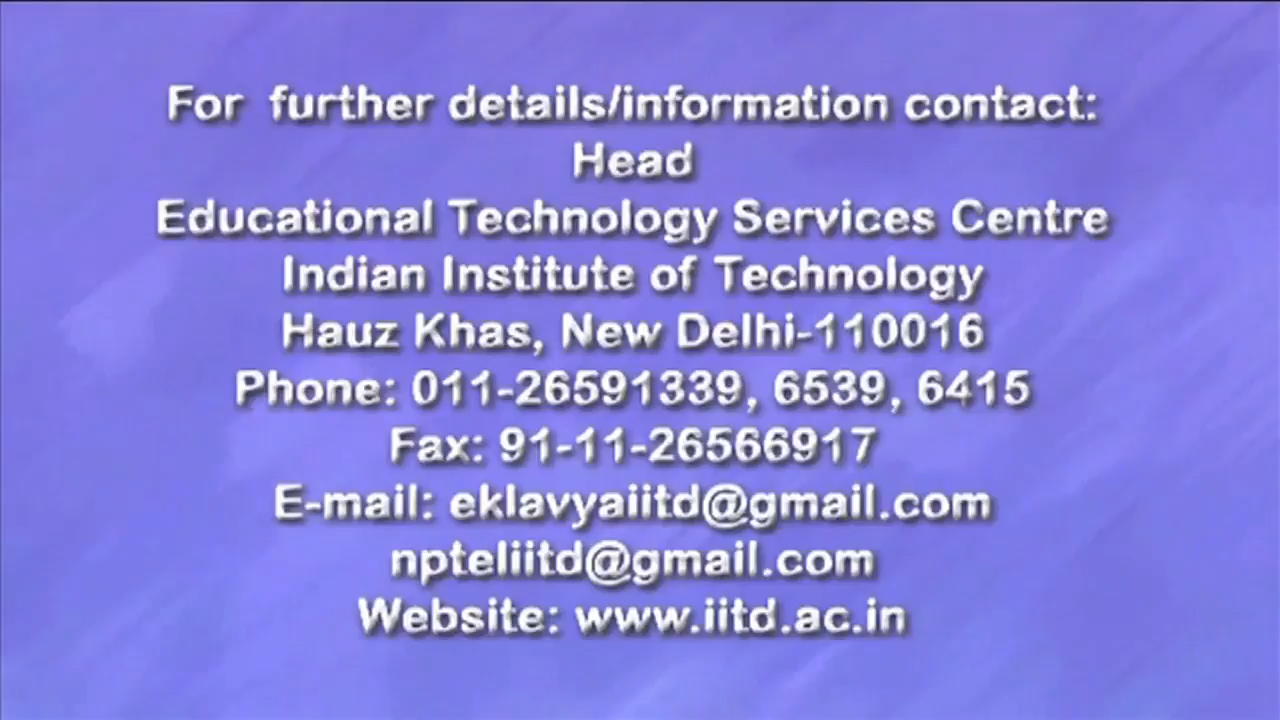 For further details/information contact:
Head
Educational Technology Services Centre
Indian Institute of Technology
Hauz Khas, New Delhi-110016
Phone: 011-26591339, 6539, 6415
Fax: 91-11-26566917
E-mail: eklavyaiitd@gmail.com
npteliitd@gmail.com
Website: www.iitd.ac.in